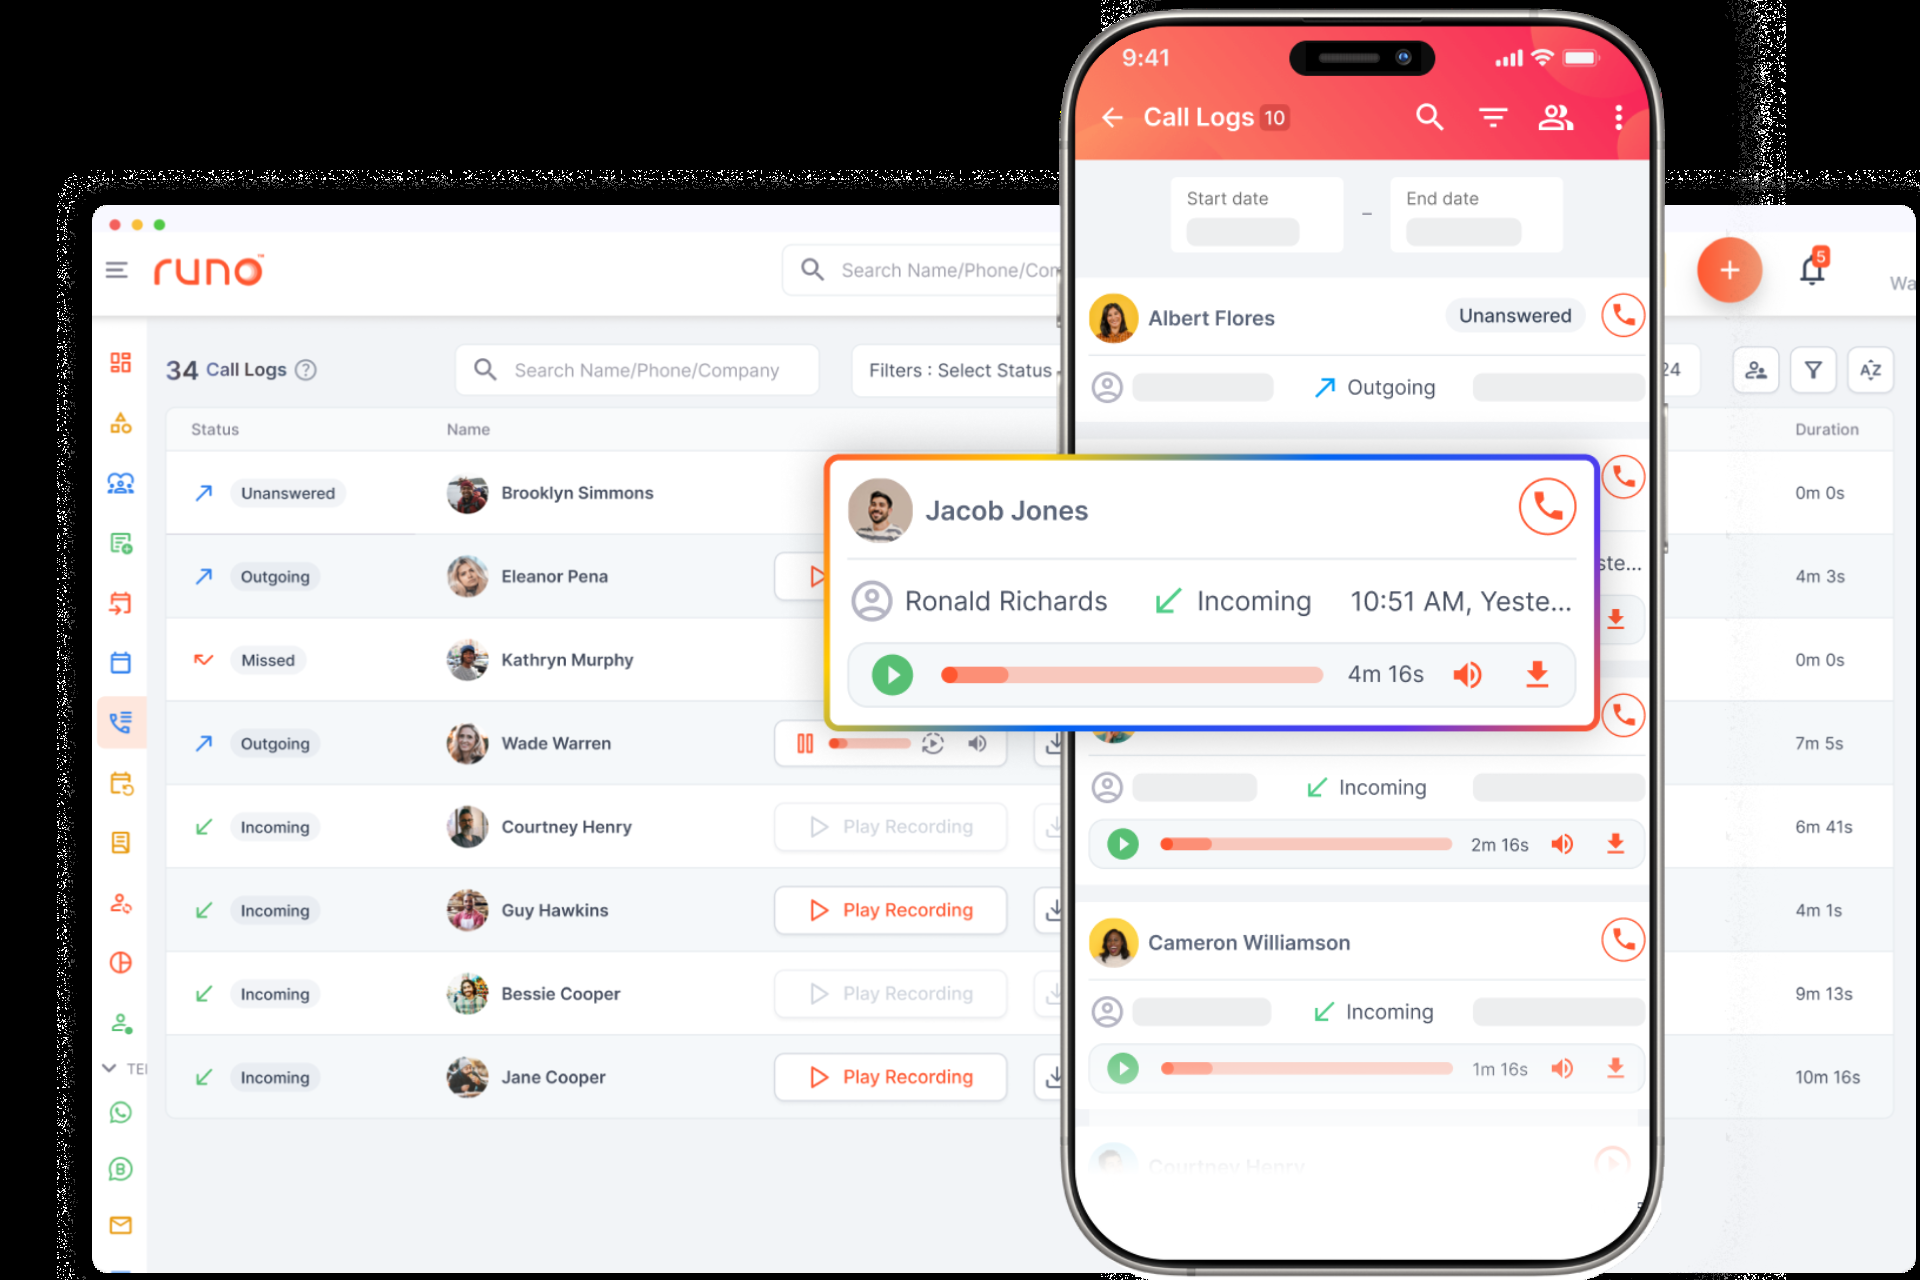 9:41
Call Logs 10
Start date
–
End date
runo™
Search Name/Phone/Con
5
Wa
34 Call Logs ?
Search Name/Phone/Company
Filters : Select Status
24
AZ
Albert Flores
Unanswered
Outgoing
Status
Name
Duration
Unanswered
Brooklyn Simmons
0m 0s
Jacob Jones
Ronald Richards
Incoming
10:51 AM, Yeste...
4m 16s
ste...
Outgoing
Eleanor Pena
4m 3s
Missed
Kathryn Murphy
0m 0s
Outgoing
Wade Warren
7m 5s
Incoming
2m 16s
Incoming
Courtney Henry
Play Recording
6m 41s
Incoming
Guy Hawkins
Play Recording
4m 1s
Cameron Williamson
Incoming
1m 16s
Incoming
Bessie Cooper
Play Recording
9m 13s
Incoming
Jane Cooper
Play Recording
10m 16s
TE
B
Courtney Henry